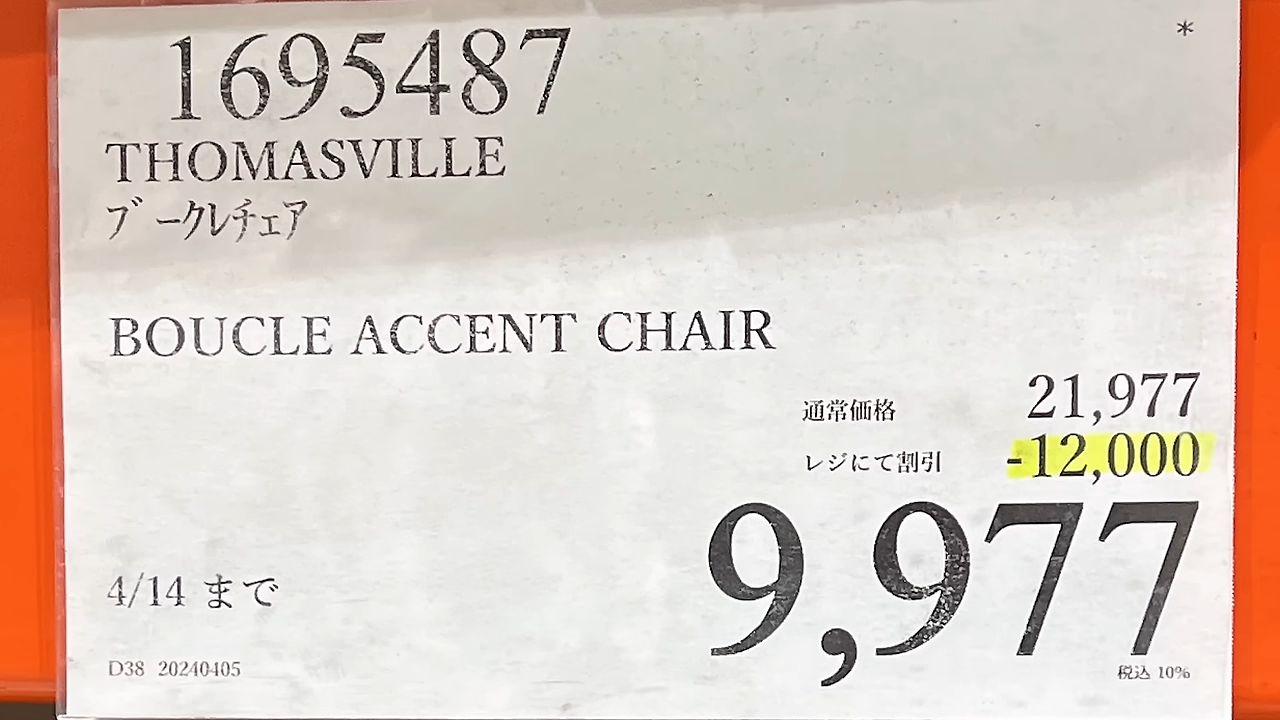 *
1695487
THOMASVILLE
ブークレチェア
BOUCLE ACCENT CHAIR
通常価格 21,977
レジにて割引 -12,000
9,977
4/14 まで
D38 20240405
税込 10%